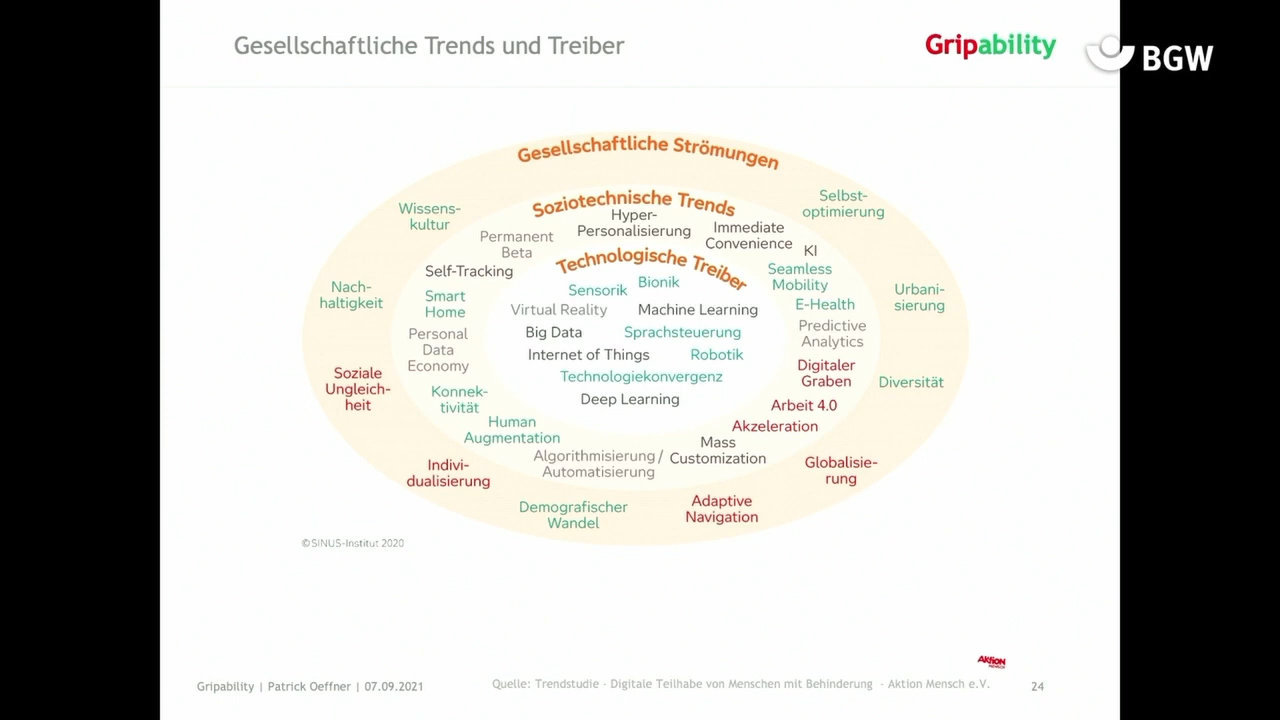 Gesellschaftliche Trends und Treiber
Gripability
BGW
Gesellschaftliche Strömungen
Wissens-
kultur
Selbst-
optimierung
Nach-
haltigkeit
Urbani-
sierung
Soziale
Ungleich-
heit
Diversität
Indivi-
dualisierung
Globalisie-
rung
Demografischer
Wandel
Adaptive
Navigation
Soziotechnische Trends
Hyper-
Personalisierung
Immediate
Convenience
Permanent
Beta
KI
Self-Tracking
Seamless
Mobility
Smart
Home
E-Health
Personal
Data
Economy
Predictive
Analytics
Digitaler
Graben
Konnek-
tivität
Arbeit 4.0
Human
Augmentation
Akzeleration
Algorithmisierung /
Automatisierung
Mass
Customization
Technologische Treiber
Bionik
Sensorik
Virtual Reality
Machine Learning
Big Data
Sprachsteuerung
Internet of Things
Robotik
Technologiekonvergenz
Deep Learning
©SINUS-Institut 2020
AKTION
MENSCH
Gripability | Patrick Oeffner | 07.09.2021
Quelle: Trendstudie - Digitale Teilhabe von Menschen mit Behinderung - Aktion Mensch e.V.
24